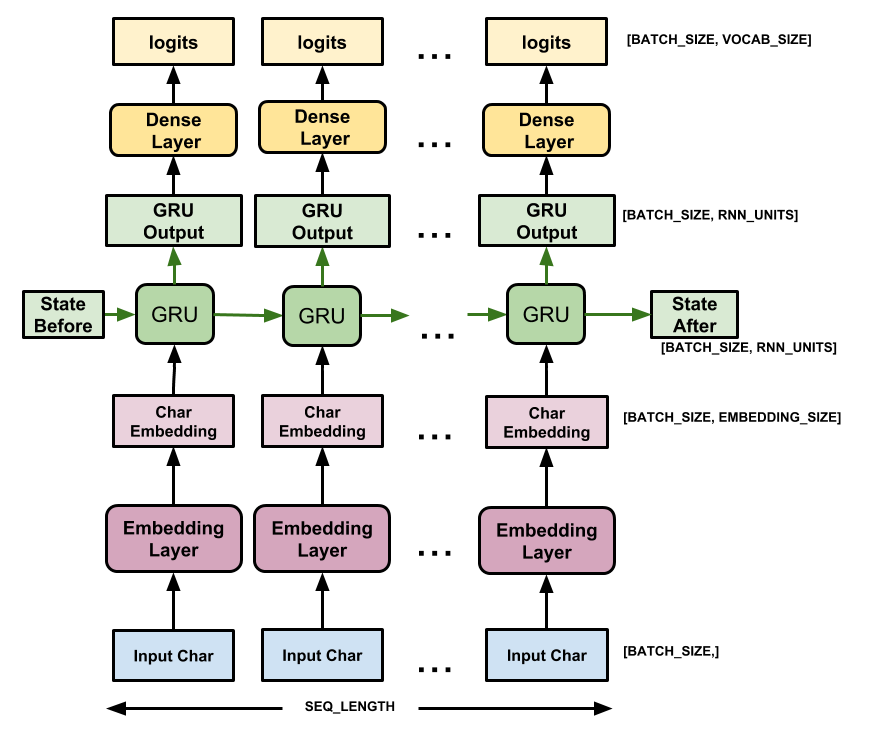 logits
logits
...
logits
[BATCH_SIZE, VOCAB_SIZE]
Dense
Layer
Dense
Layer
...
Dense
Layer
GRU
Output
GRU
Output
...
GRU
Output
[BATCH_SIZE, RNN_UNITS]
State
Before
GRU
GRU
...
GRU
State
After
[BATCH_SIZE, RNN_UNITS]
Char
Embedding
Char
Embedding
...
Char
Embedding
[BATCH_SIZE, EMBEDDING_SIZE]
Embedding
Layer
Embedding
Layer
...
Embedding
Layer
Input Char
Input Char
...
Input Char
[BATCH_SIZE,]
SEQ_LENGTH